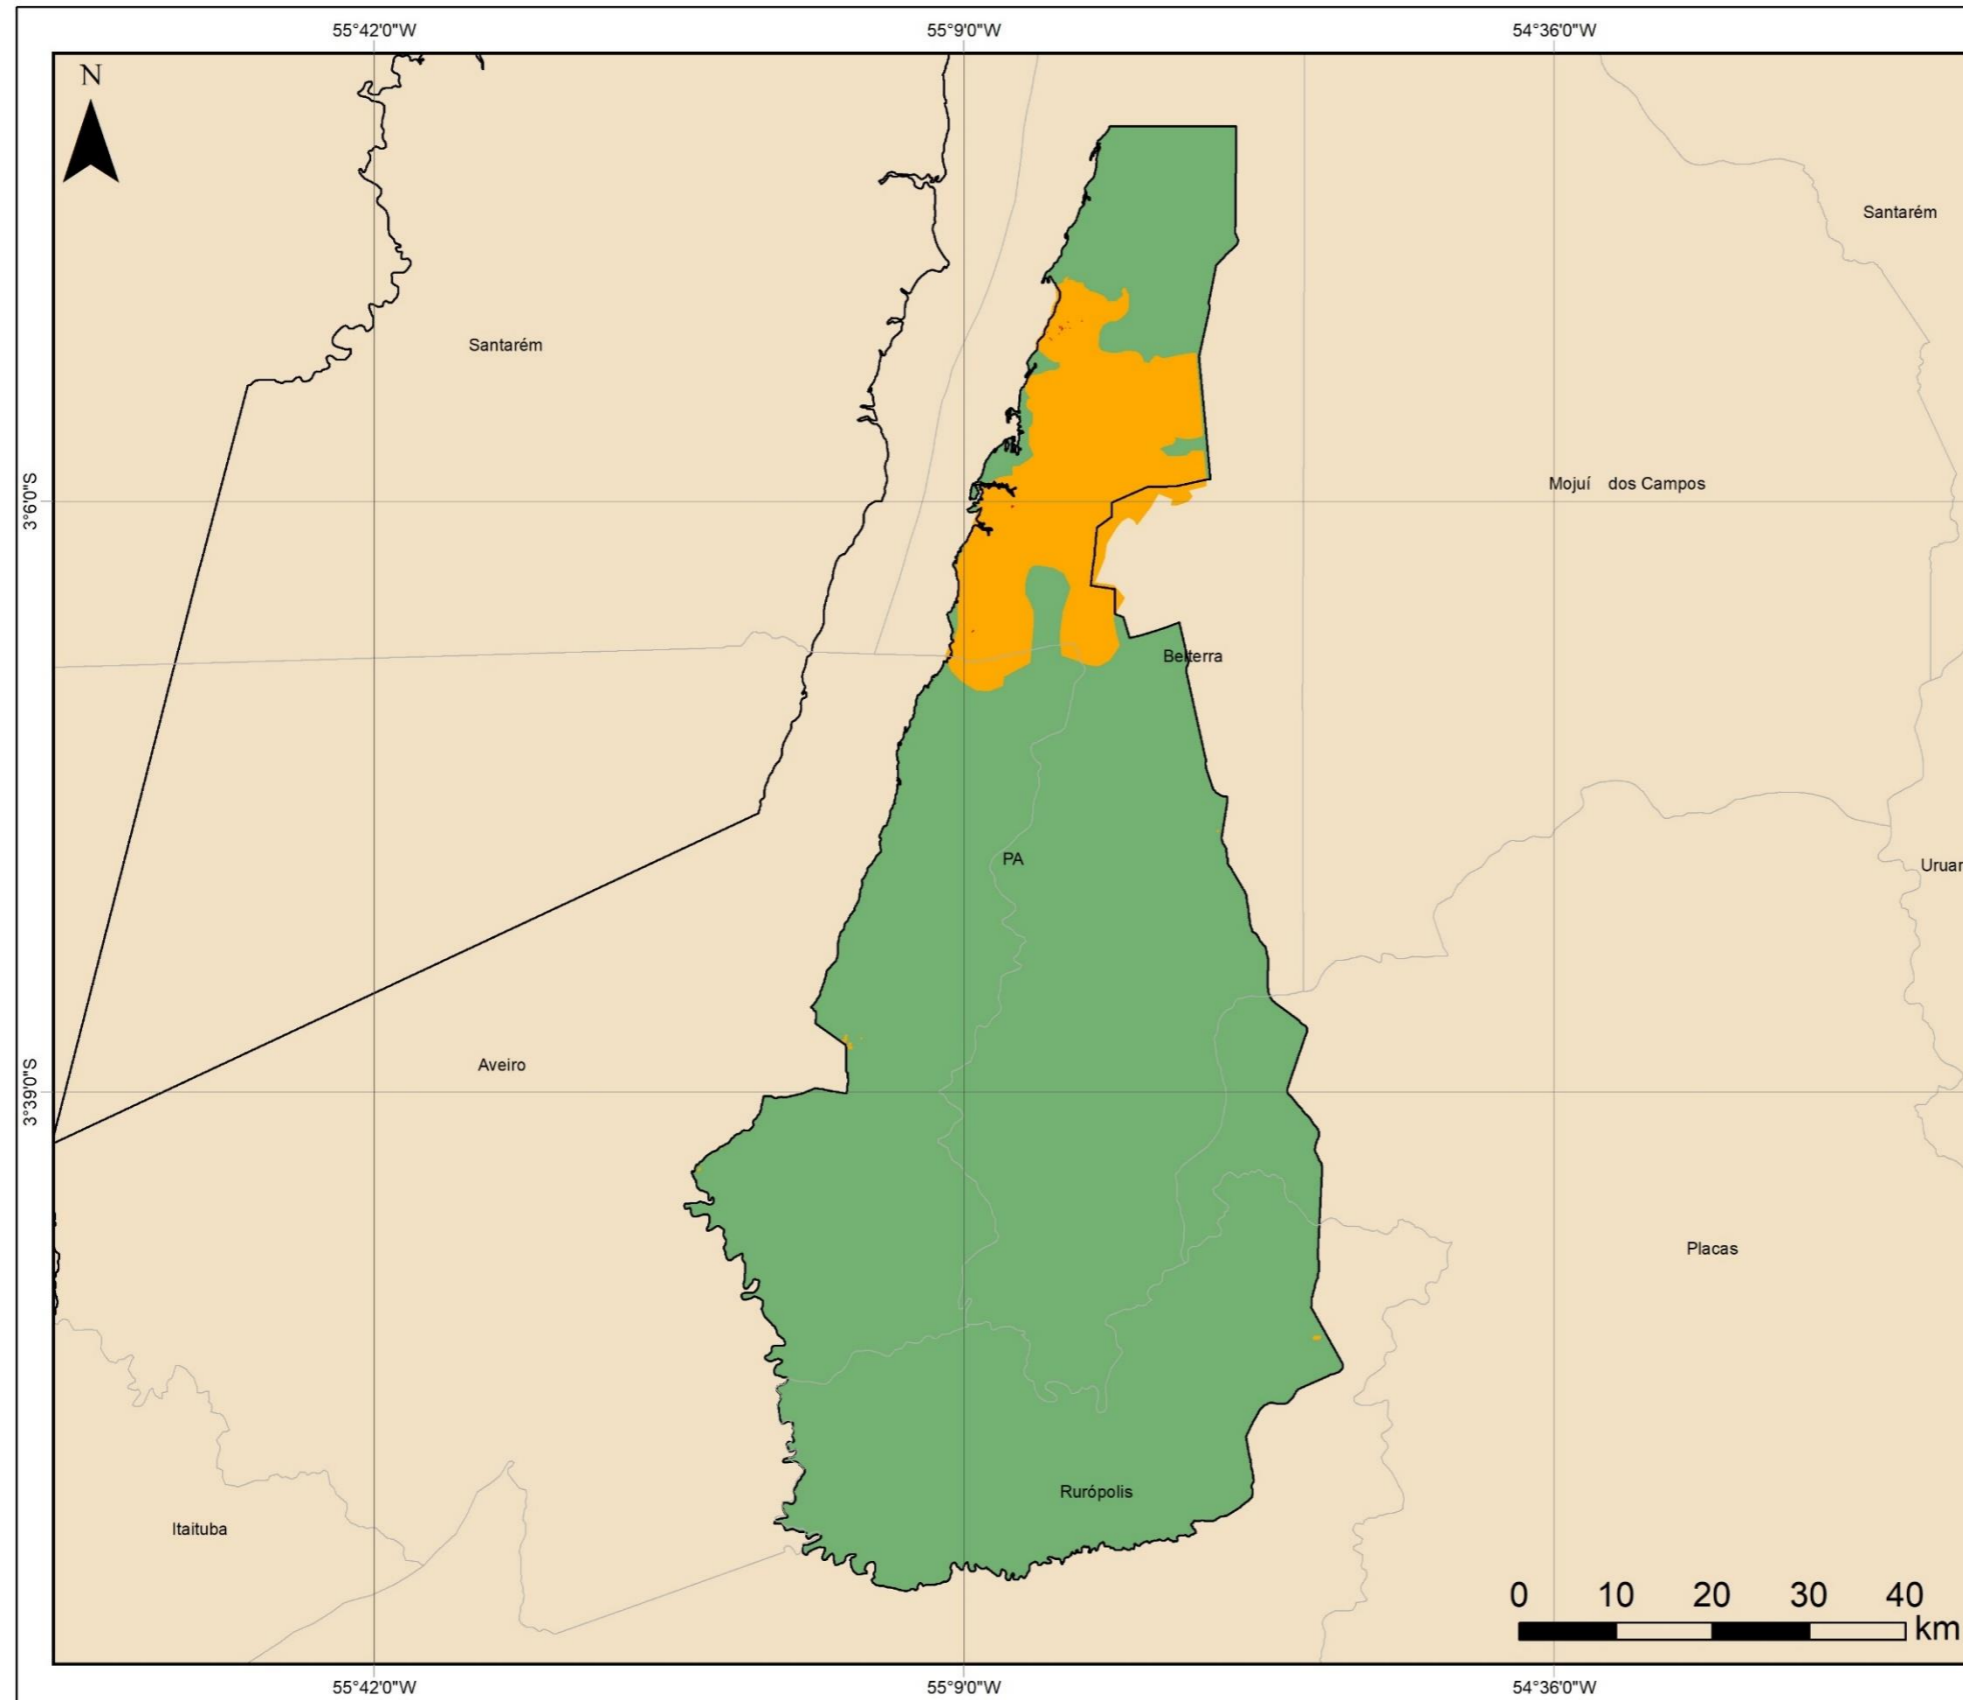 55°42'0"W 55°9'0"W 54°36'0"W
N
Santarém
Santarém
3°6'0"S
Mojuí dos Campos
Belterra
PA
Uruar
Aveiro
3°39'0"S
Placas
Rurópolis
Itaituba
0 10 20 30 40
km
55°42'0"W 55°9'0"W 54°36'0"W